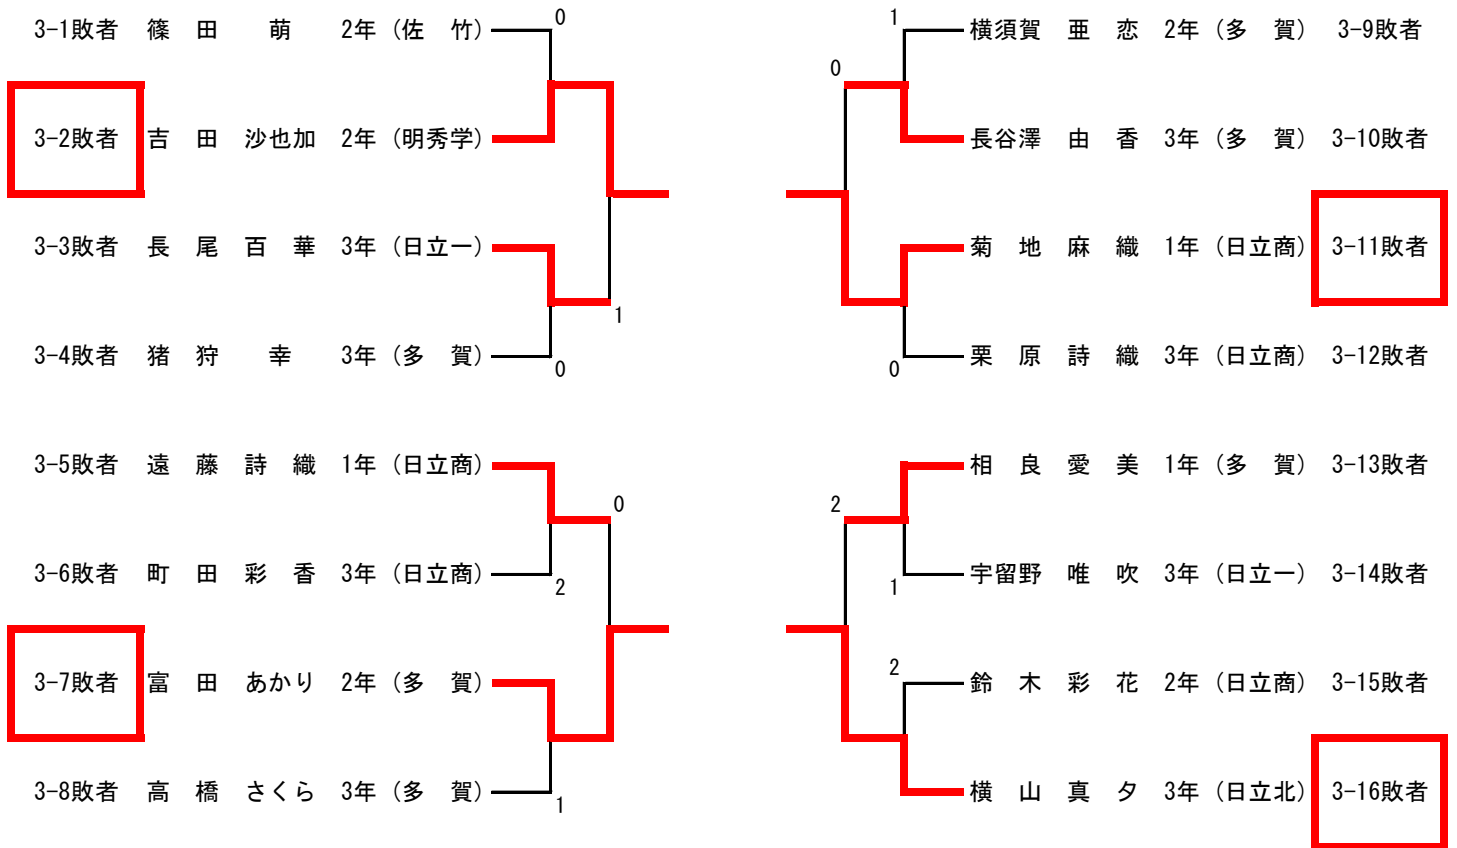 0
3-1敗者 篠 田 萌 2年 (佐 竹)
3-2敗者 吉 田 沙也加 2年 (明秀学)
3-3敗者 長 尾 百 華 3年 (日立一)
1
3-4敗者 猪 狩 幸 3年 (多 賀)
0
3-5敗者 遠 藤 詩 織 1年 (日立商)
0
3-6敗者 町 田 彩 香 3年 (日立商)
2
3-7敗者 富 田 あかり 2年 (多 賀)
3-8敗者 高 橋 さくら 3年 (多 賀)
1
1
横須賀 亜 恋 2年 (多 賀) 3-9敗者
0
長谷澤 由 香 3年 (多 賀) 3-10敗者
菊 地 麻 織 1年 (日立商) 3-11敗者
栗 原 詩 織 3年 (日立商) 3-12敗者
0
相 良 愛 美 1年 (多 賀) 3-13敗者
2
宇留野 唯 吹 3年 (日立一) 3-14敗者
1
2
鈴 木 彩 花 2年 (日立商) 3-15敗者
横 山 真 夕 3年 (日立北) 3-16敗者